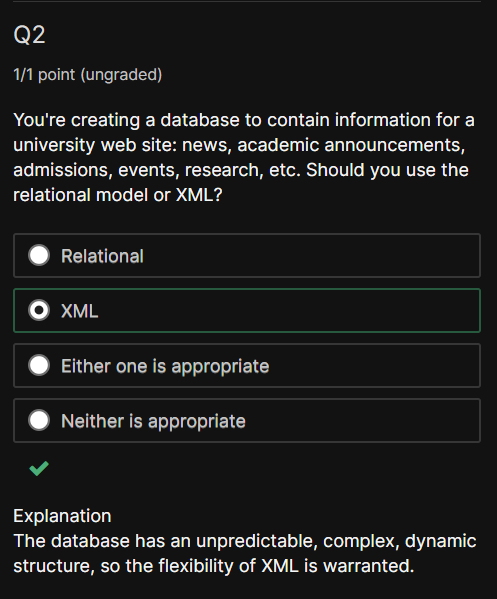 Q2
1/1 point (ungraded)
You're creating a database to contain information for a
university web site: news, academic announcements,
admissions, events, research, etc. Should you use the
relational model or XML?
Relational
XML
Either one is appropriate
Neither is appropriate
Explanation
The database has an unpredictable, complex, dynamic
structure, so the flexibility of XML is warranted.